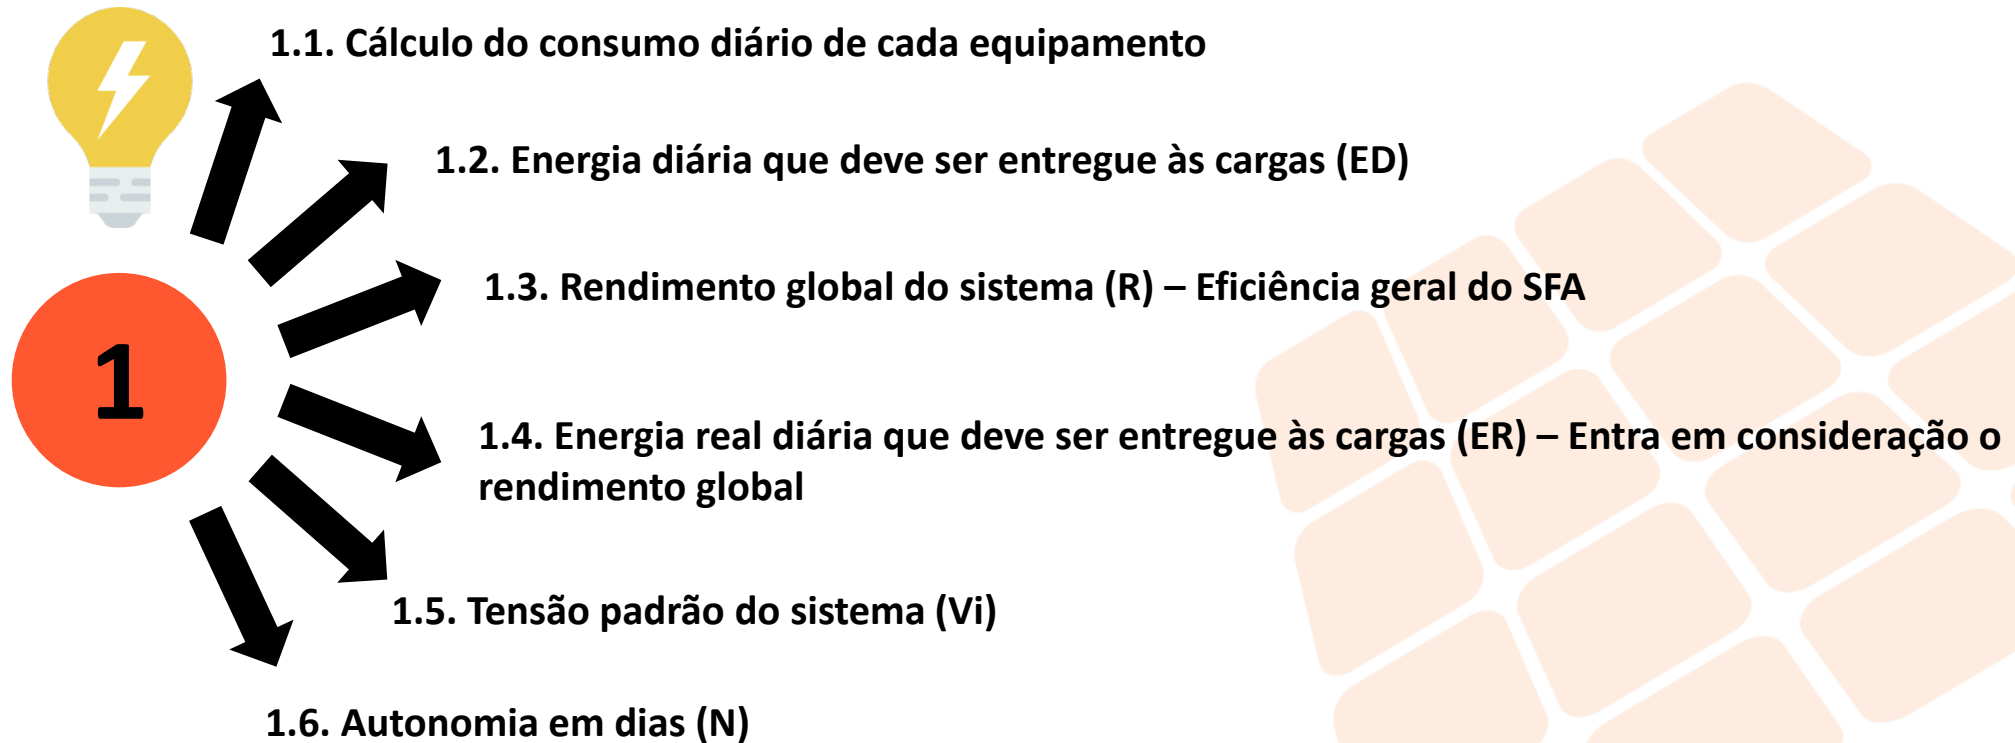 1.1. Cálculo do consumo diário de cada equipamento
1.2. Energia diária que deve ser entregue às cargas (ED)
1.3. Rendimento global do sistema (R) – Eficiência geral do SFA
1
1.4. Energia real diária que deve ser entregue às cargas (ER) – Entra em consideração o
rendimento global
1.5. Tensão padrão do sistema (Vi)
1.6. Autonomia em dias (N)